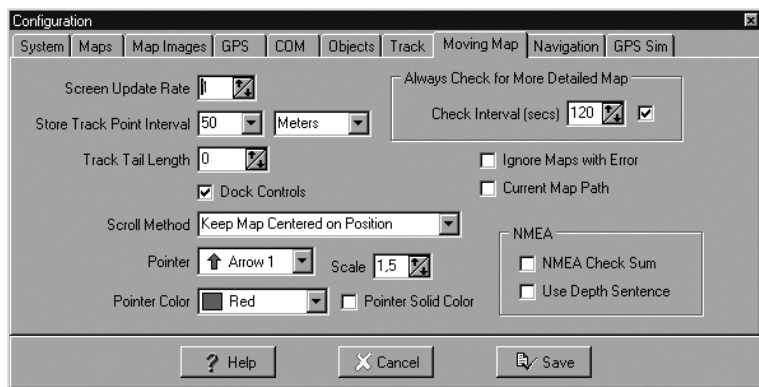 Configuration
System Maps Map Images GPS COM Objects Track Moving Map Navigation GPS Sim
Screen Update Rate 1
Store Track Point Interval 50 Meters
Track Tail Length 0
Dock Controls
Scroll Method Keep Map Centered on Position
Pointer Arrow 1 Scale 1,5
Pointer Color Red Pointer Solid Color
Always Check for More Detailed Map
Check Interval (secs) 120
Ignore Maps with Error
Current Map Path
NMEA
NMEA Check Sum
Use Depth Sentence
? Help Cancel Save